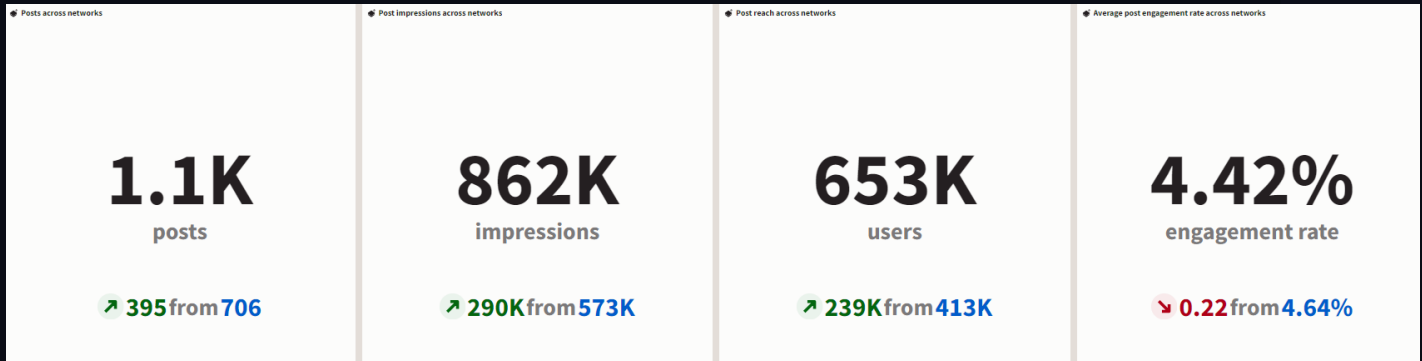 Posts across networks
1.1K
posts
395 from 706
Post impressions across networks
862K
impressions
290K from 573K
Post reach across networks
653K
users
239K from 413K
Average post engagement rate across networks
4.42%
engagement rate
0.22 from 4.64%